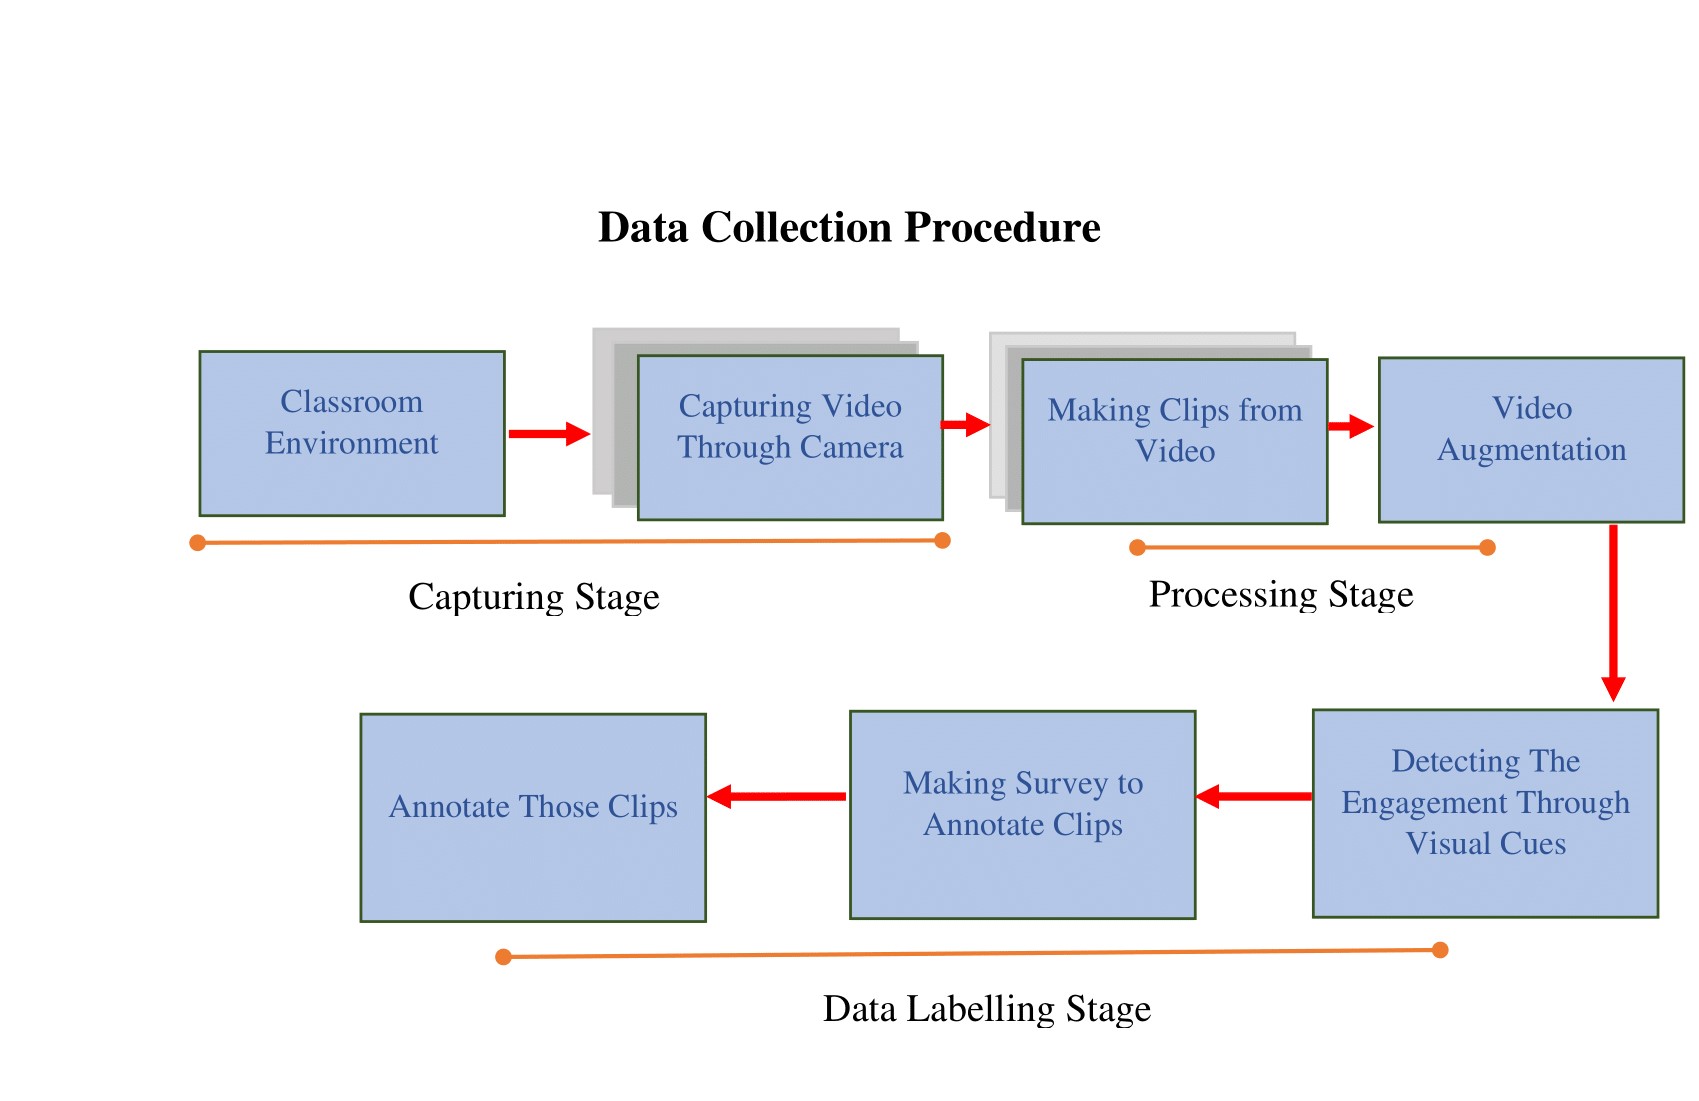 Data Collection Procedure
Classroom
Environment
Capturing Video
Through Camera
Making Clips from
Video
Video
Augmentation
Capturing Stage
Processing Stage
Detecting The
Engagement Through
Visual Cues
Making Survey to
Annotate Clips
Annotate Those Clips
Data Labelling Stage